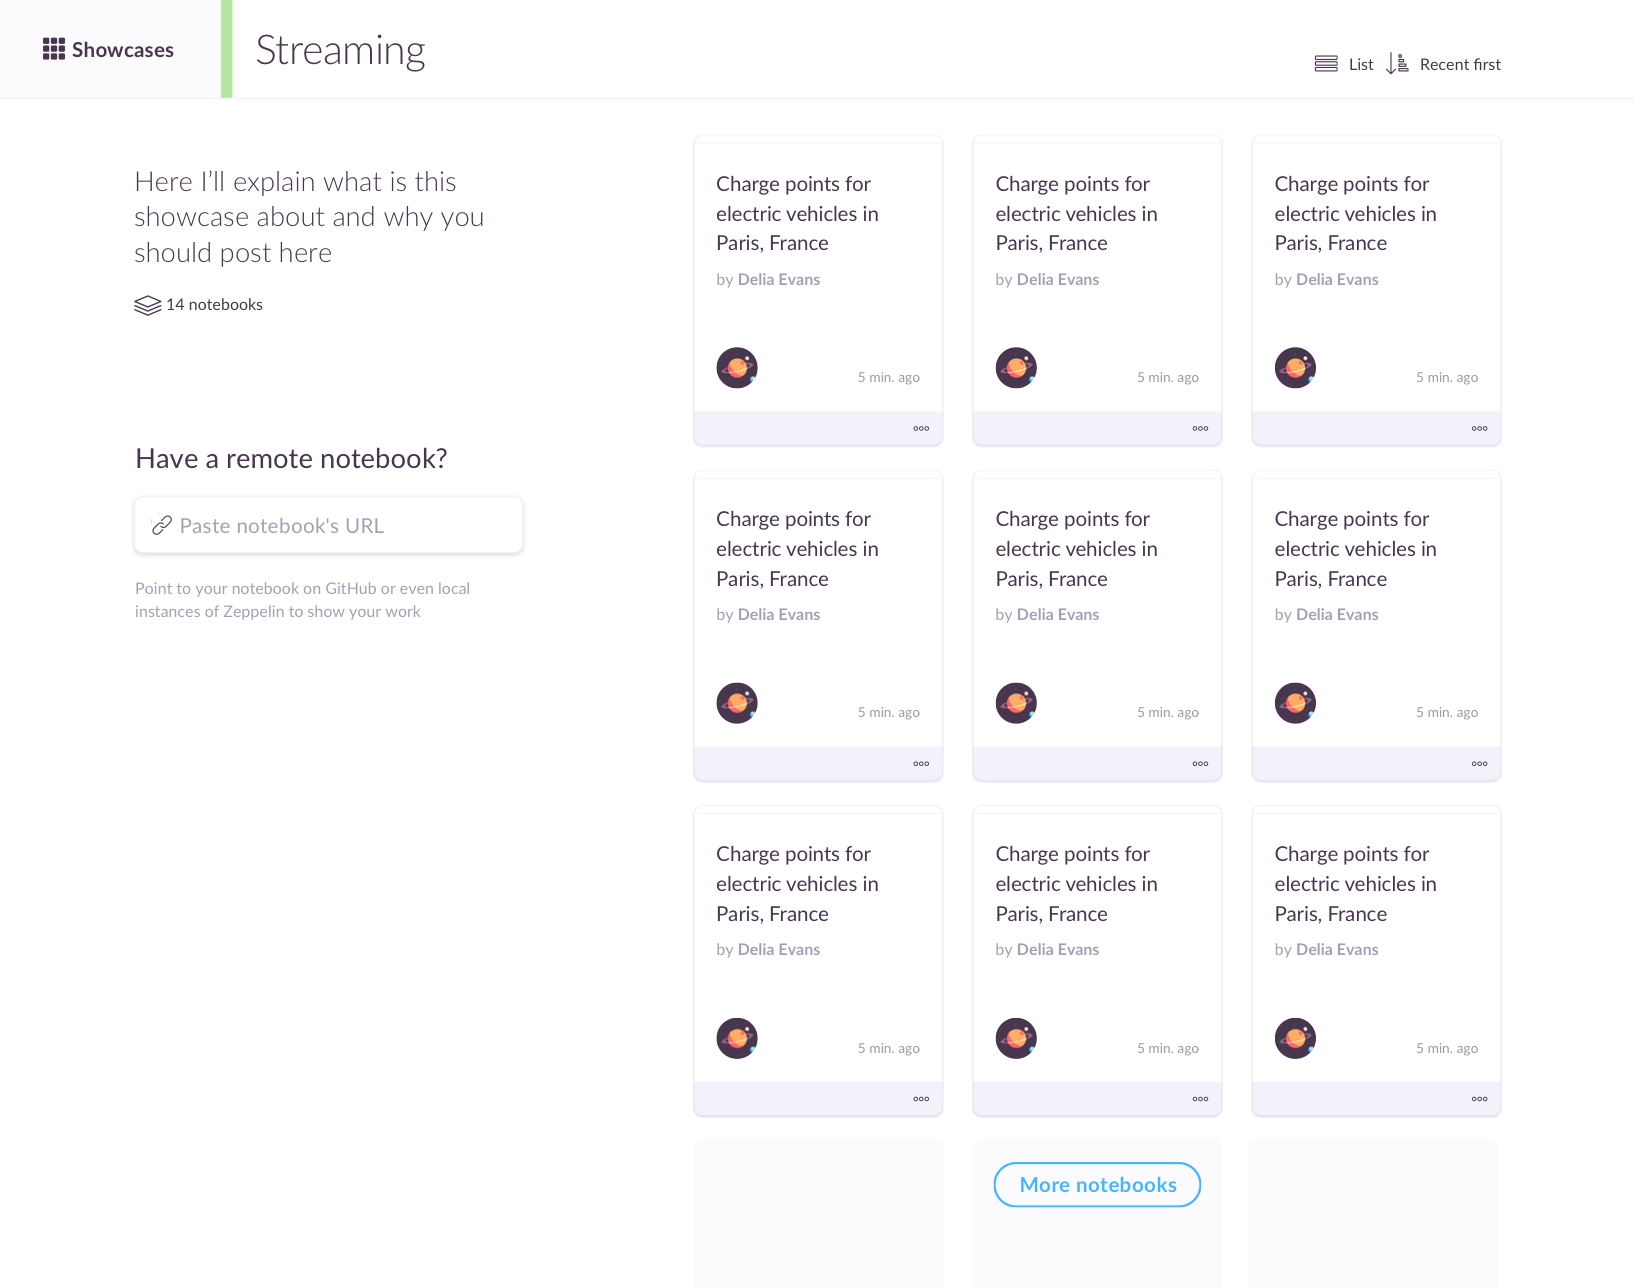 Showcases
Streaming
List
Recent first
Here I'll explain what is this
showcase about and why you
should post here
14 notebooks
Have a remote notebook?
Paste notebook's URL
Point to your notebook on GitHub or even local
instances of Zeppelin to show your work
Charge points for
electric vehicles in
Paris, France
by Delia Evans
5 min. ago
Charge points for
electric vehicles in
Paris, France
by Delia Evans
5 min. ago
Charge points for
electric vehicles in
Paris, France
by Delia Evans
5 min. ago
Charge points for
electric vehicles in
Paris, France
by Delia Evans
5 min. ago
Charge points for
electric vehicles in
Paris, France
by Delia Evans
5 min. ago
Charge points for
electric vehicles in
Paris, France
by Delia Evans
5 min. ago
Charge points for
electric vehicles in
Paris, France
by Delia Evans
5 min. ago
Charge points for
electric vehicles in
Paris, France
by Delia Evans
5 min. ago
Charge points for
electric vehicles in
Paris, France
by Delia Evans
5 min. ago
More notebooks